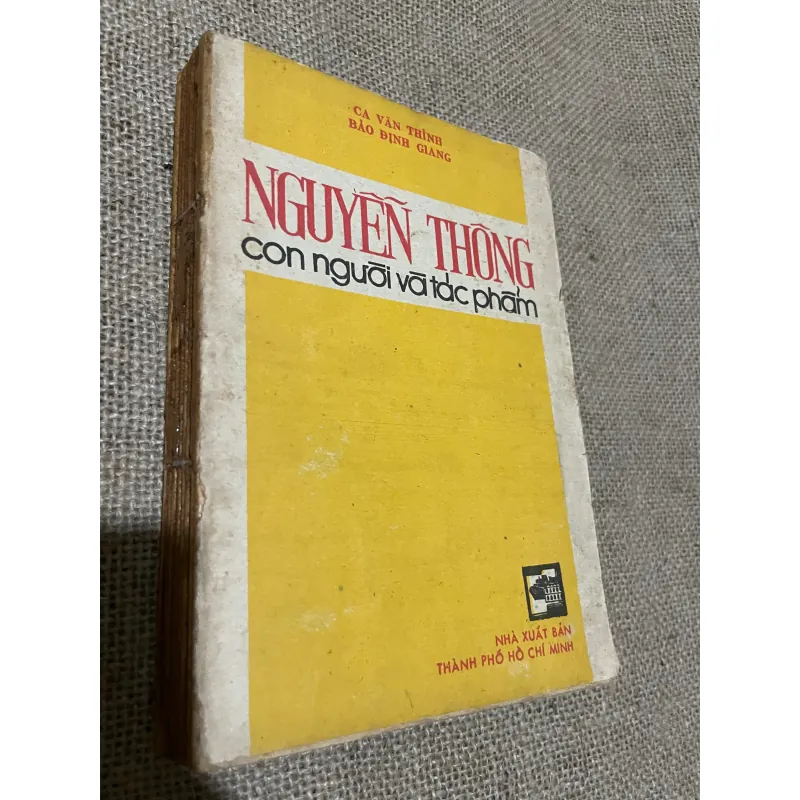 CA VĂN THỈNH
BẢO ĐỊNH GIANG
NGUYỄN THÔNG
con người và tác phẩm
NHÀ XUẤT BẢN
THÀNH PHỐ HỒ CHÍ MINH